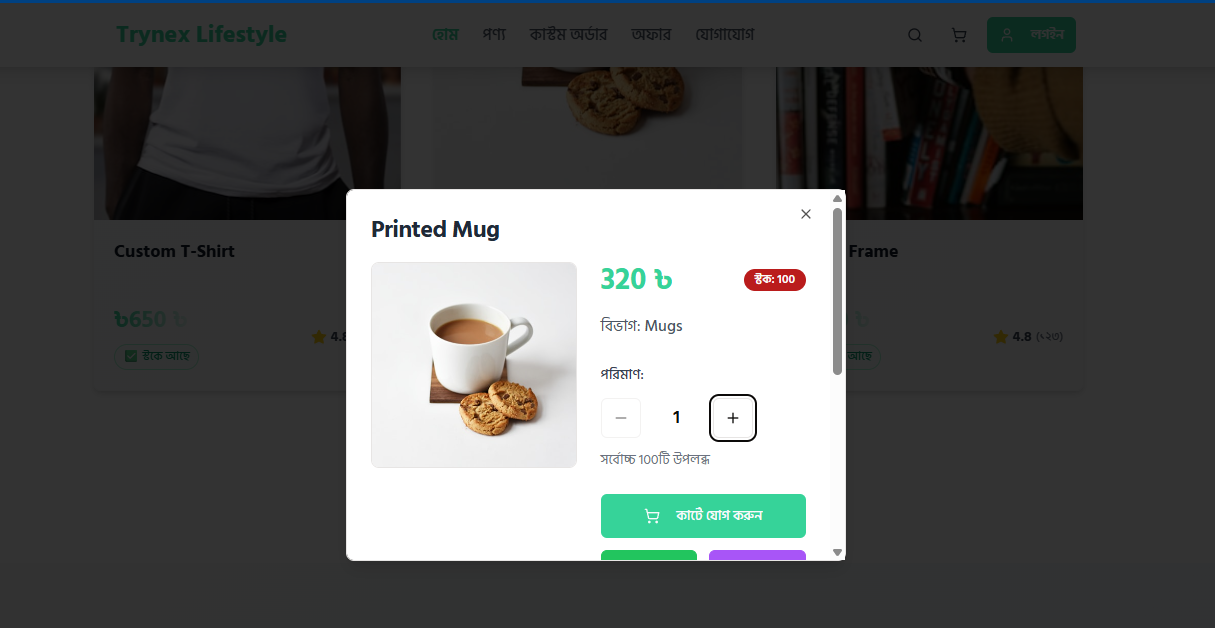 Trynex Lifestyle
হোম পণ্য কাস্টম অর্ডার অফার যোগাযোগ
লগইন
Printed Mug
320 ৳
স্টক: 100
বিভাগ: Mugs
পরিমাণ:
1
সর্বোচ্চ 100টি উপলব্ধ
কার্টে যোগ করুন
Custom T-Shirt
৳650 ৳
4.8
✅ স্টকে আছে
Frame
৳
4.8 (১২৩)
আছে